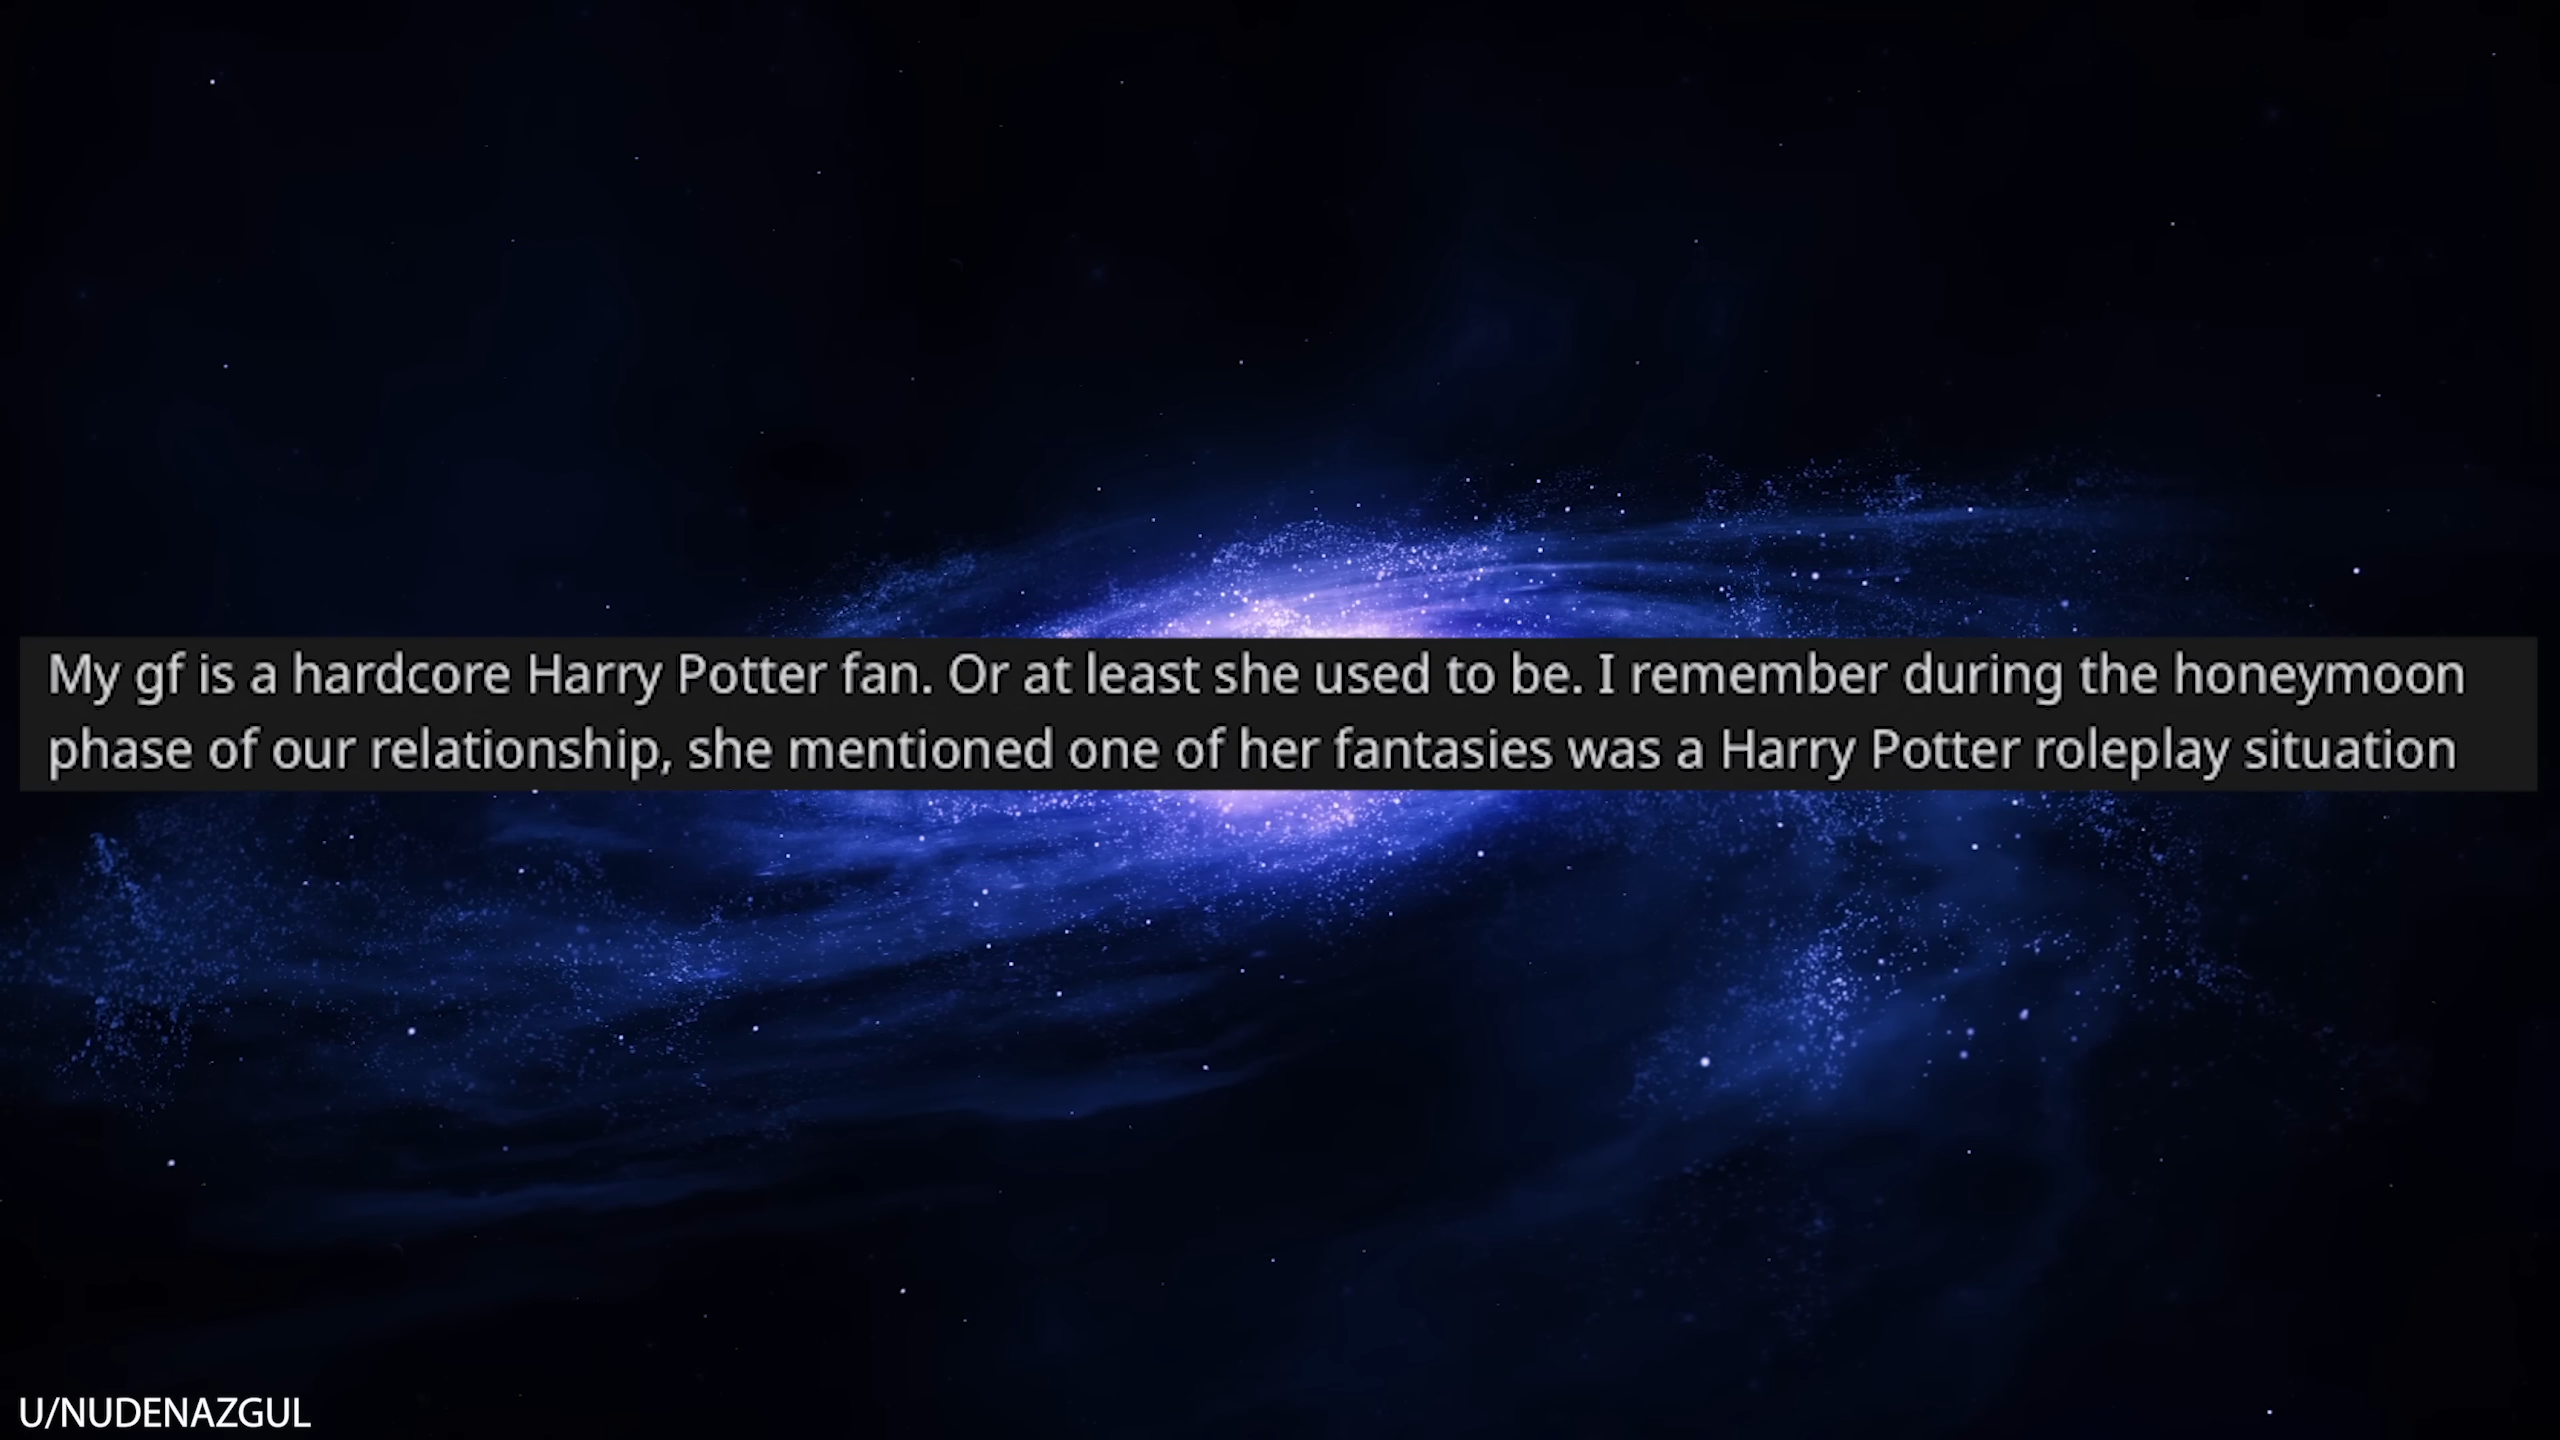 My gf is a hardcore Harry Potter fan. Or at least she used to be. I remember during the honeymoon
phase of our relationship, she mentioned one of her fantasies was a Harry Potter roleplay situation
U/NUDENAZGUL